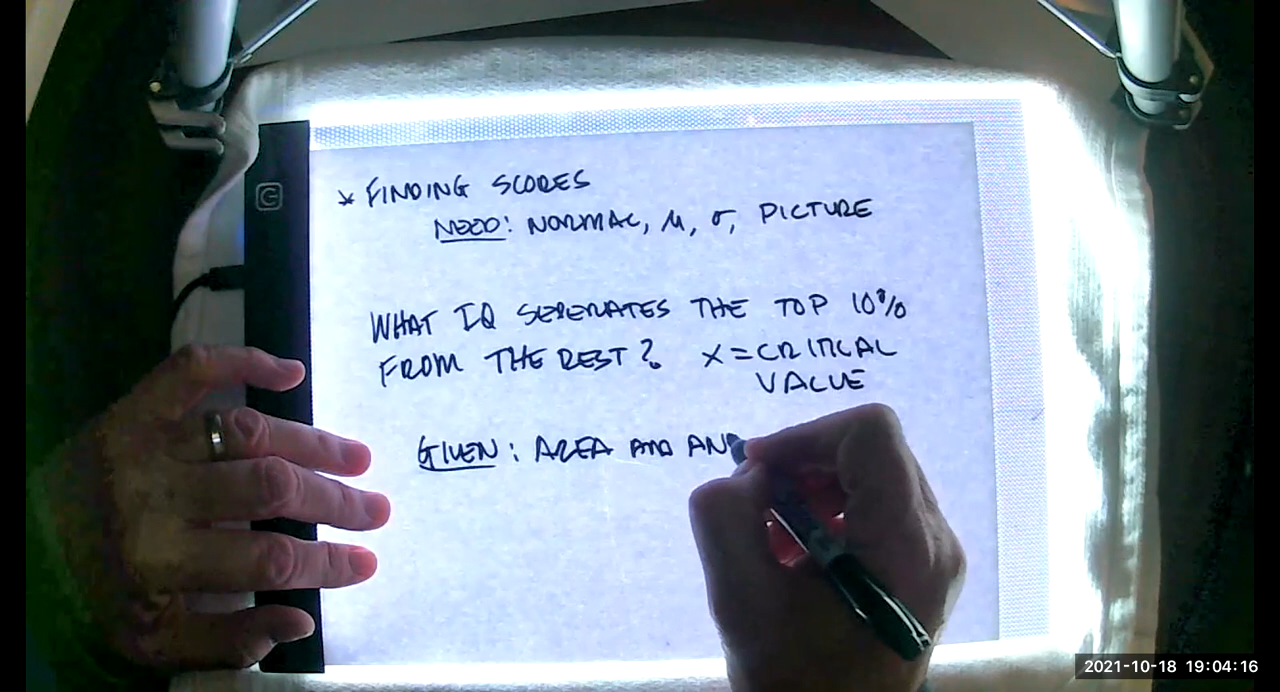 * FINDING SCORES
NEED: NORMAL, μ, σ, PICTURE
WHAT IQ SEPERATES THE TOP 10%
FROM THE REST? X = CRITICAL
VALUE
GIVEN: AREA AND AN
2021-10-18 19:04:16